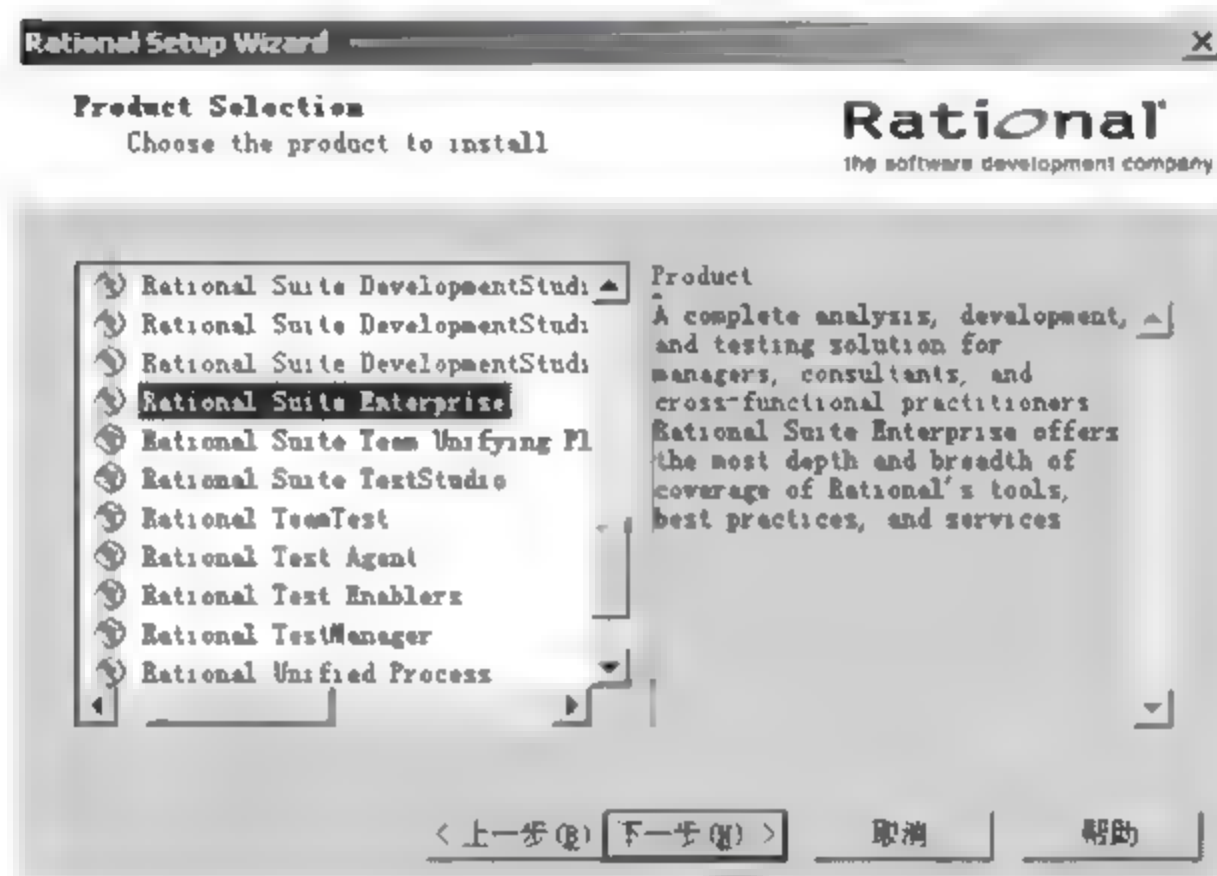 Rational Setup Wizard
Product Selection
Choose the product to install
Rational
the software development company
Rational Suite DevelopmentStudi
Rational Suite DevelopmentStudi
Rational Suite DevelopmentStudi
Rational Suite Enterprise
Rational Suite Team Unifying Pl
Rational Suite TestStudio
Rational TeamTest
Rational Test Agent
Rational Test Enablers
Rational TestManager
Rational Unified Process
Product
A complete analysis, development,
and testing solution for
managers, consultants, and
cross-functional practitioners
Rational Suite Enterprise offers
the most depth and breadth of
coverage of Rational's tools,
best practices, and services
< 上一步(B)
下一步(N) >
取消
帮助